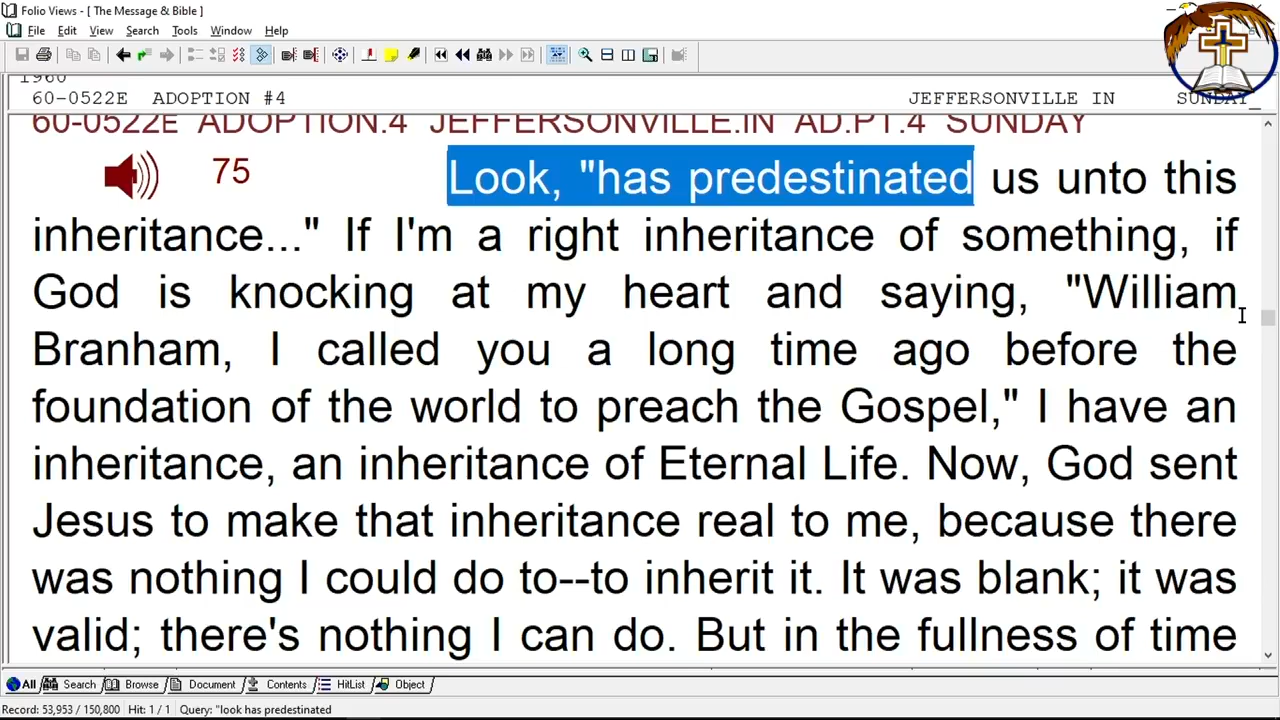 Folio Views - [ The Message & Bible ]
File Edit View Search Tools Window Help
1960
60-0522E ADOPTION #4 JEFFERSONVILLE IN SUNDAY
60-0522E ADOPTION.4 JEFFERSONVILLE.IN AD.PT.4 SUNDAY
75 Look, "has predestinated us unto this
inheritance..." If I'm a right inheritance of something, if
God is knocking at my heart and saying, "William
Branham, I called you a long time ago before the
foundation of the world to preach the Gospel," I have an
inheritance, an inheritance of Eternal Life. Now, God sent
Jesus to make that inheritance real to me, because there
was nothing I could do to--to inherit it. It was blank; it was
valid; there's nothing I can do. But in the fullness of time
All Search Browse Document Contents HitList Object
Record: 53,953 / 150,800 Hit: 1 / 1 Query: "look has predestinated